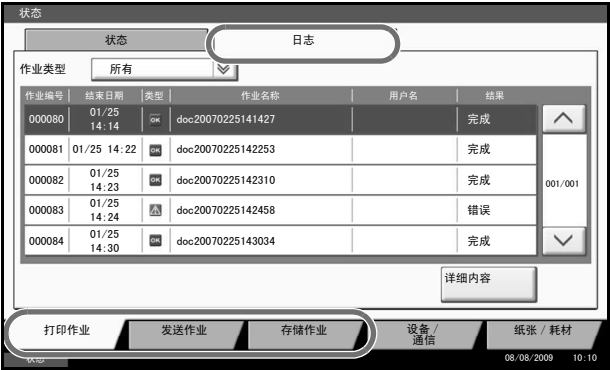 状态
状态 日志
作业类型 所有
作业编号 结束日期 类型 作业名称 用户名 结果
000080 01/25 14:14 OK doc20070225141427 完成
000081 01/25 14:22 OK doc20070225142253 完成
000082 01/25 14:23 OK doc20070225142310 完成
001/001
000083 01/25 14:24 doc20070225142458 错误
000084 01/25 14:30 OK doc20070225143034 完成
详细内容
打印作业 发送作业 存储作业 设备 / 通信 纸张 / 耗材
状态 08/08/2009 10:10